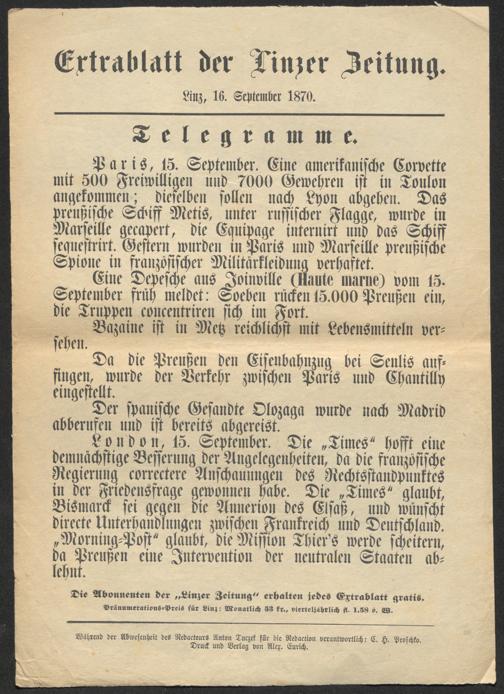 Extrablatt der Linzer Zeitung.
Linz, 16. September 1870.
Telegramme.
Paris, 15. September. Eine amerikanische Corvette
mit 500 Freiwilligen und 7000 Gewehren ist in Toulon
angekommen; dieselben sollen nach Lyon abgehen. Das
preußische Schiff Metis, unter russischer Flagge, wurde in
Marseille gecapert, die Equipage internirt und das Schiff
sequestrirt. Gestern wurden in Paris und Marseille preußische
Spione in französischer Militärkleidung verhaftet.
Eine Depesche aus Joinville (Haute marne) vom 15.
September früh meldet: Soeben rücken 15.000 Preußen ein,
die Truppen concentriren sich im Fort.
Bazaine ist in Metz reichlichst mit Lebensmitteln ver-
sehen.
Da die Preußen den Eisenbahnzug bei Senlis auf-
fingen, wurde der Verkehr zwischen Paris und Chantilly
eingestellt.
Der spanische Gesandte Olozaga wurde nach Madrid
abberufen und ist bereits abgereist.
London, 15. September. Die „Times“ hofft eine
demnächstige Besserung der Angelegenheiten, da die französische
Regierung correctere Anschauungen des Rechtsstandpunktes
in der Friedensfrage gewonnen habe. Die „Times“ glaubt,
Bismarck sei gegen die Annexion des Elsaß, und wünscht
directe Unterhandlungen zwischen Frankreich und Deutschland.
„Morning-Post“ glaubt, die Mission Thier's werde scheitern,
da Preußen eine Intervention der neutralen Staaten ab-
lehnt.
Die Abonnenten der „Linzer Zeitung“ erhalten jedes Extrablatt gratis.
Pränumerations-Preis für Linz: Monatlich 53 kr., vierteljährlich fl. 1.58 ö. W.
Während der Abwesenheit des Redacteurs Anton Tuczek für die Redaction verantwortlich: C. H. Proschko.
Druck und Verlag von Alex. Eurich.